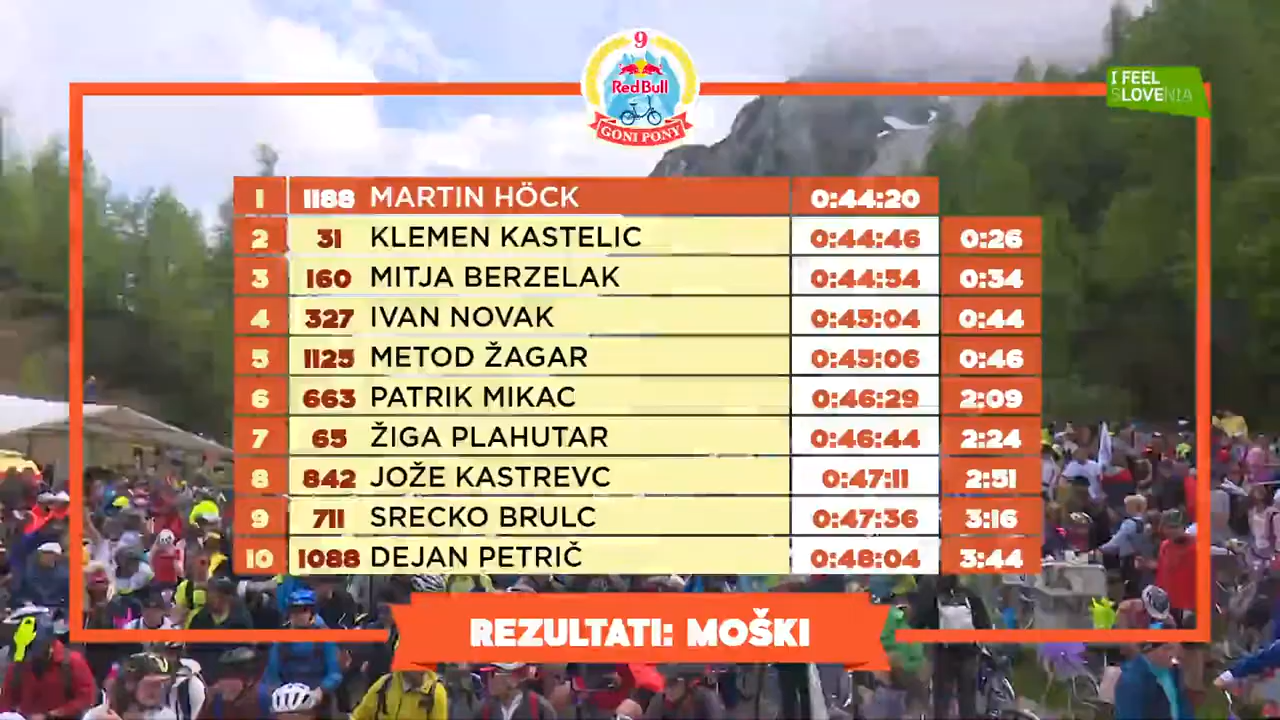 9
Red Bull
GONI PONY
I FEEL
SLOVENIA
1 1188 MARTIN HÖCK 0:44:20
2 31 KLEMEN KASTELIC 0:44:46 0:26
3 160 MITJA BERZELAK 0:44:54 0:34
4 327 IVAN NOVAK 0:45:04 0:44
5 1125 METOD ŽAGAR 0:45:06 0:46
6 663 PATRIK MIKAC 0:46:29 2:09
7 65 ŽIGA PLAHUTAR 0:46:44 2:24
8 842 JOŽE KASTREVC 0:47:11 2:51
9 711 SRECKO BRULC 0:47:36 3:16
10 1088 DEJAN PETRIČ 0:48:04 3:44
REZULTATI: MOŠKI